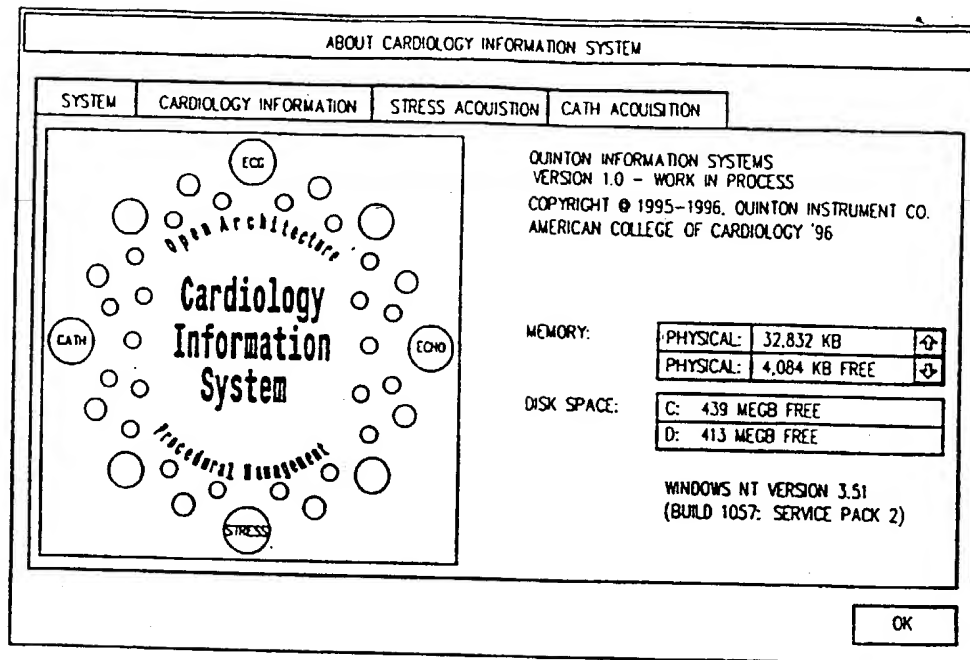 ABOUT CARDIOLOGY INFORMATION SYSTEM
SYSTEM
CARDIOLOGY INFORMATION
STRESS ACQUISTION
CATH ACQUISITION
ECG
Open Architecture
CATH
Cardiology
Information
System
ECHO
Procedural Management
STRESS
QUINTON INFORMATION SYSTEMS
VERSION 1.0 - WORK IN PROCESS
COPYRIGHT © 1995-1996, QUINTON INSTRUMENT CO.
AMERICAN COLLEGE OF CARDIOLOGY '96
MEMORY:
PHYSICAL: 32,832 KB
PHYSICAL: 4,084 KB FREE
DISK SPACE:
C: 439 MEGB FREE
D: 413 MEGB FREE
WINDOWS NT VERSION 3.51
(BUILD 1057: SERVICE PACK 2)
OK